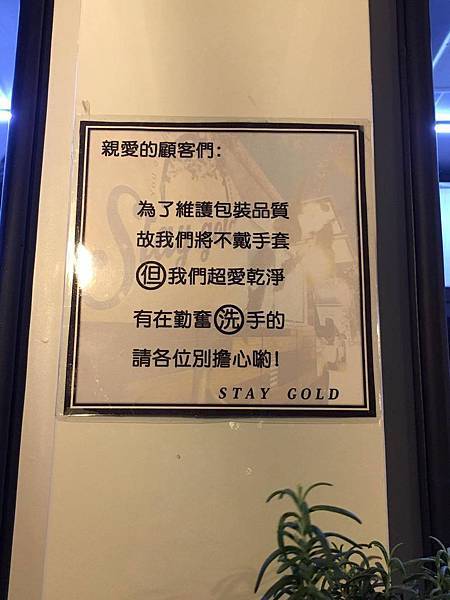 親愛的顧客們:
為了維護包裝品質
故我們將不戴手套
但我們超愛乾淨
有在勤奮洗手的
請各位別擔心喲!
STAY GOLD
Stay gold